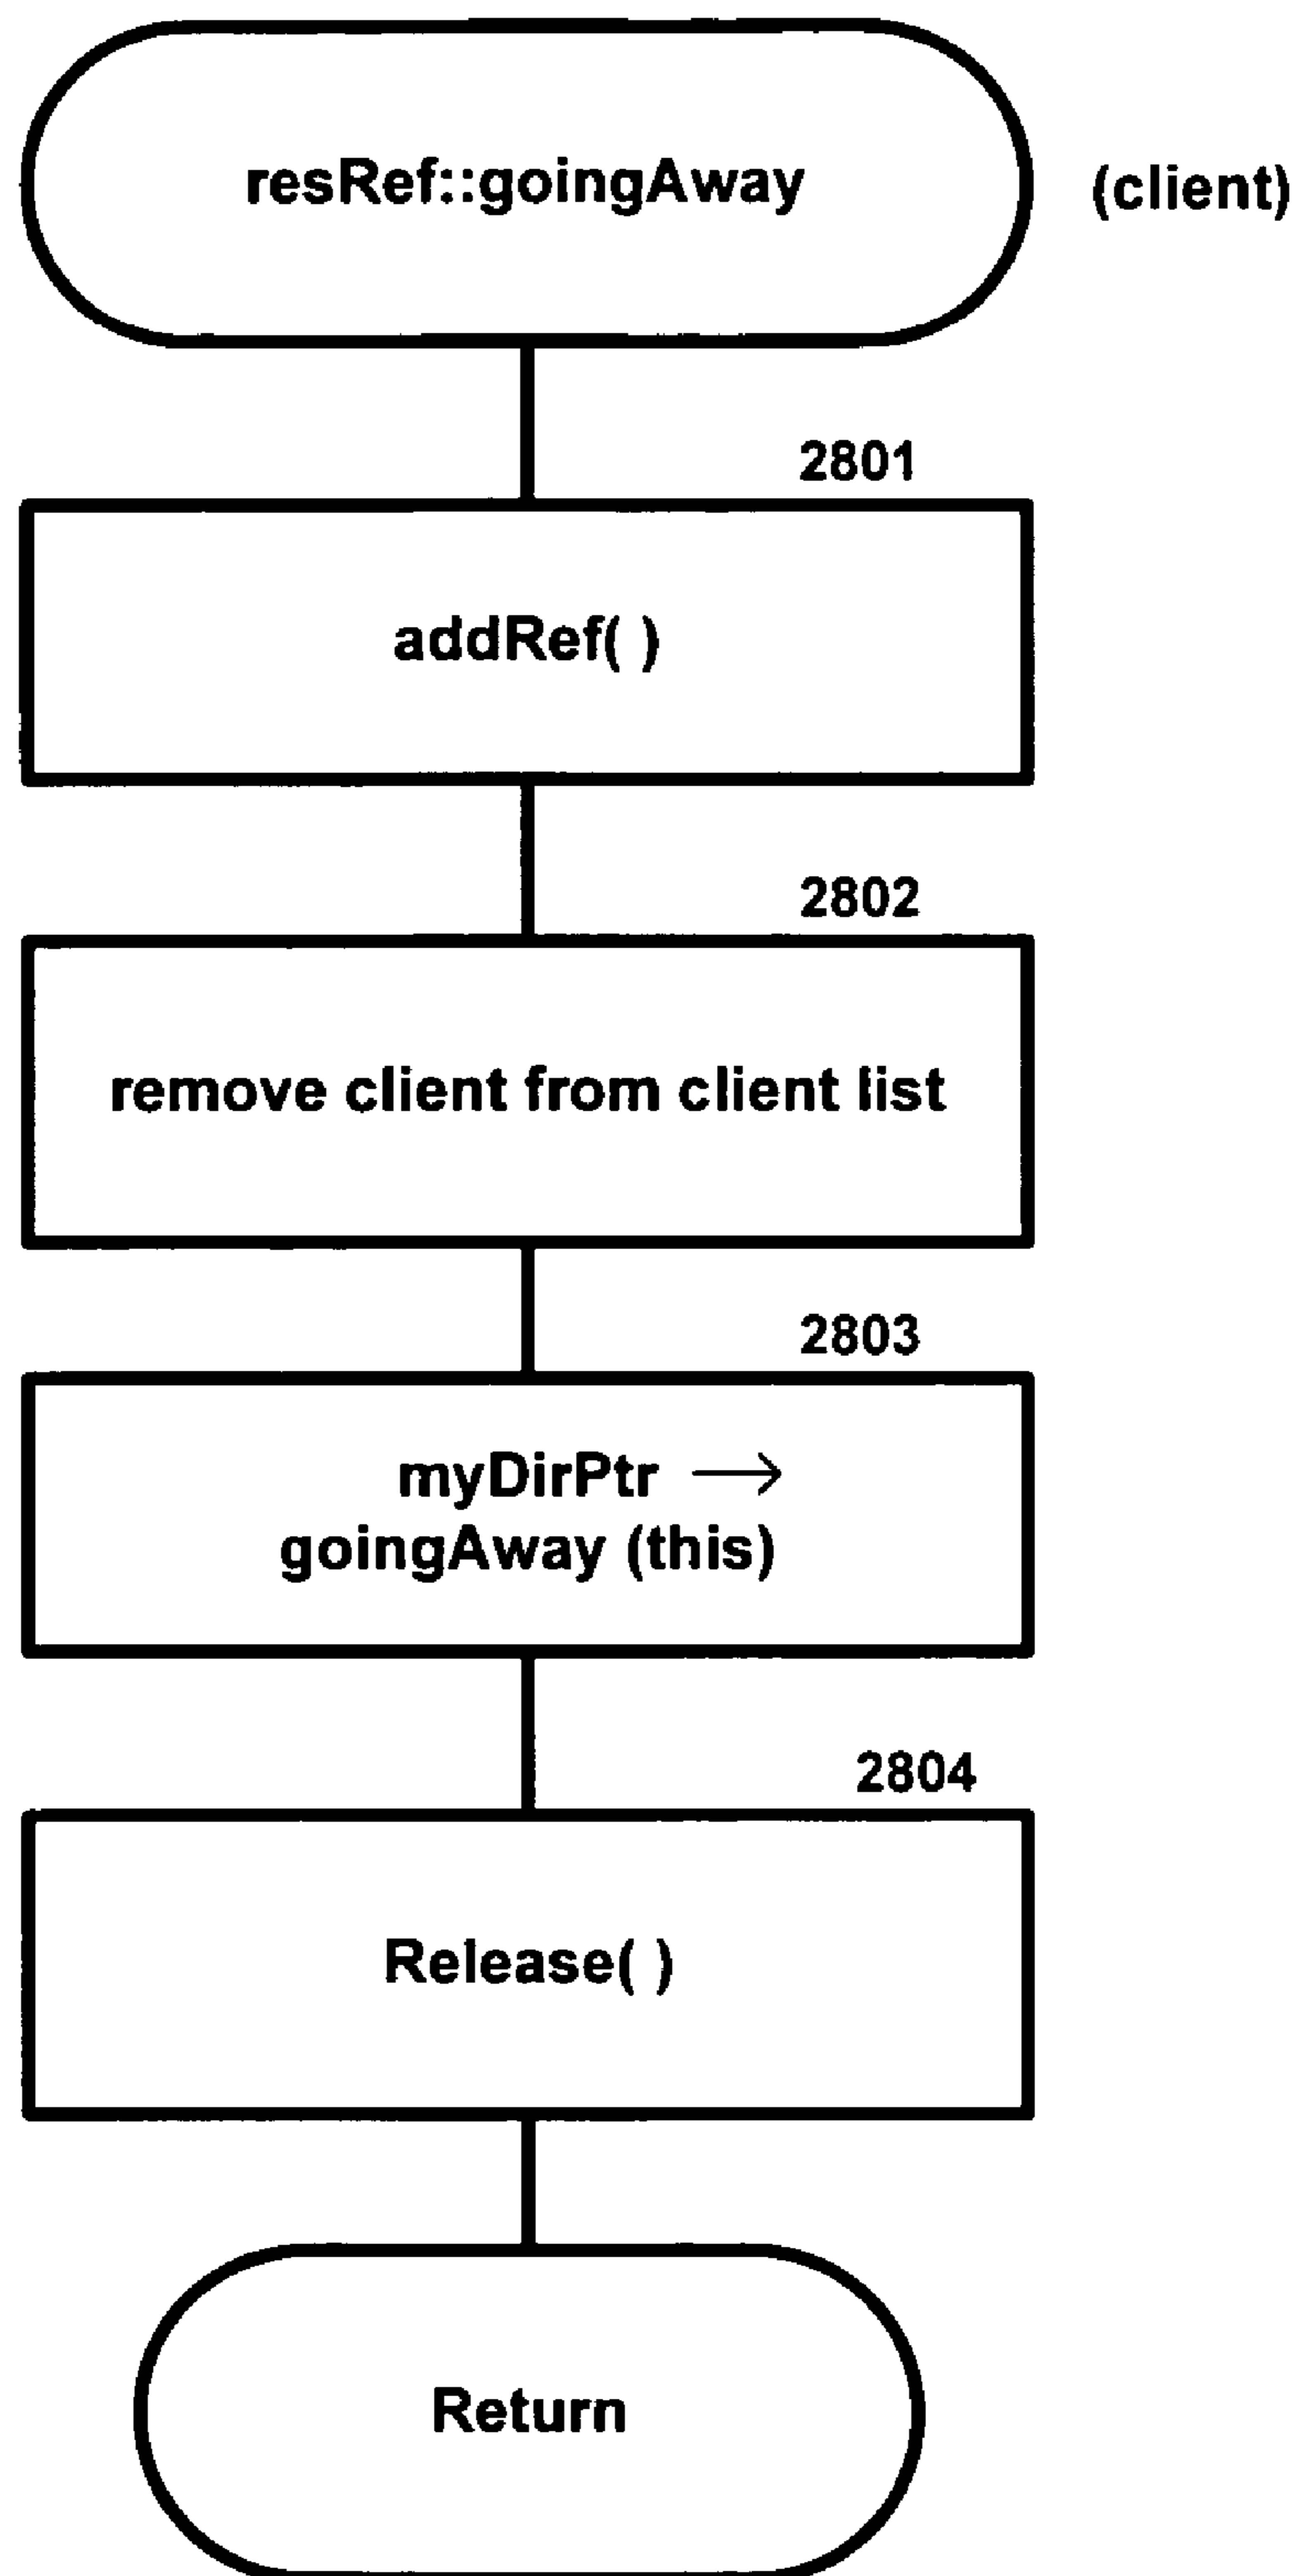 resRef::goingAway (client)
2801
addRef( )
2802
remove client from client list
2803
myDirPtr →
goingAway (this)
2804
Release( )
Return